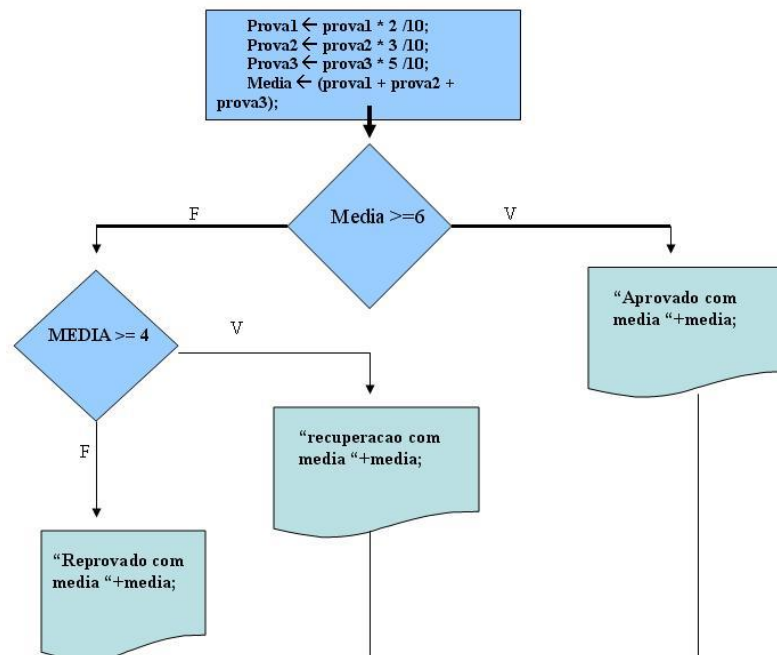 Prova1 ← prova1 * 2 /10;
Prova2 ← prova2 * 3 /10;
Prova3 ← prova3 * 5 /10;
Media ← (prova1 + prova2 +
prova3);
F
Media >=6
V
“Aprovado com
media “+media;
MEDIA >= 4
V
“recuperacao com
media “+media;
F
“Reprovado com
media “+media;